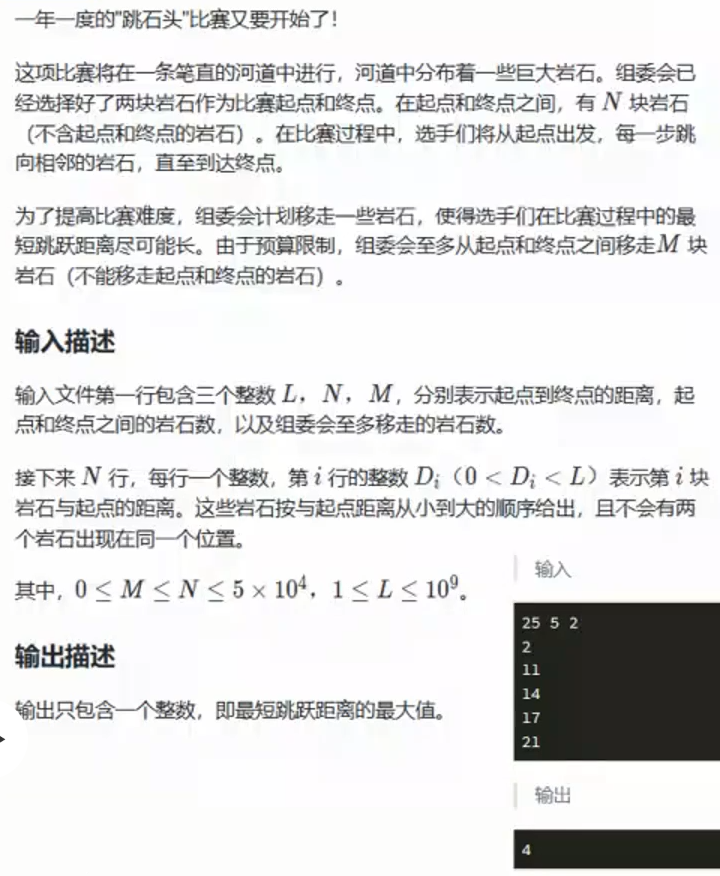 一年一度的"跳石头"比赛又要开始了！
这项比赛将在一条笔直的河道中进行，河道中分布着一些巨大岩石。组委会已
经选择好了两块岩石作为比赛起点和终点。在起点和终点之间，有 N 块岩石
（不含起点和终点的岩石）。在比赛过程中，选手们将从起点出发，每一步跳
向相邻的岩石，直至到达终点。
为了提高比赛难度，组委会计划移走一些岩石，使得选手们在比赛过程中的最
短跳跃距离尽可能长。由于预算限制，组委会至多从起点和终点之间移走M 块
岩石（不能移走起点和终点的岩石）。
输入描述
输入文件第一行包含三个整数 L，N，M，分别表示起点到终点的距离，起
点和终点之间的岩石数，以及组委会至多移走的岩石数。
接下来 N 行，每行一个整数，第 i 行的整数 Dᵢ（0 < Dᵢ < L）表示第 i 块
岩石与起点的距离。这些岩石按与起点距离从小到大的顺序给出，且不会有两
个岩石出现在同一个位置。
其中，0 ≤ M ≤ N ≤ 5 × 10⁴，1 ≤ L ≤ 10⁹。
输出描述
输出只包含一个整数，即最短跳跃距离的最大值。
输入
25 5 2
2
11
14
17
21
输出
4